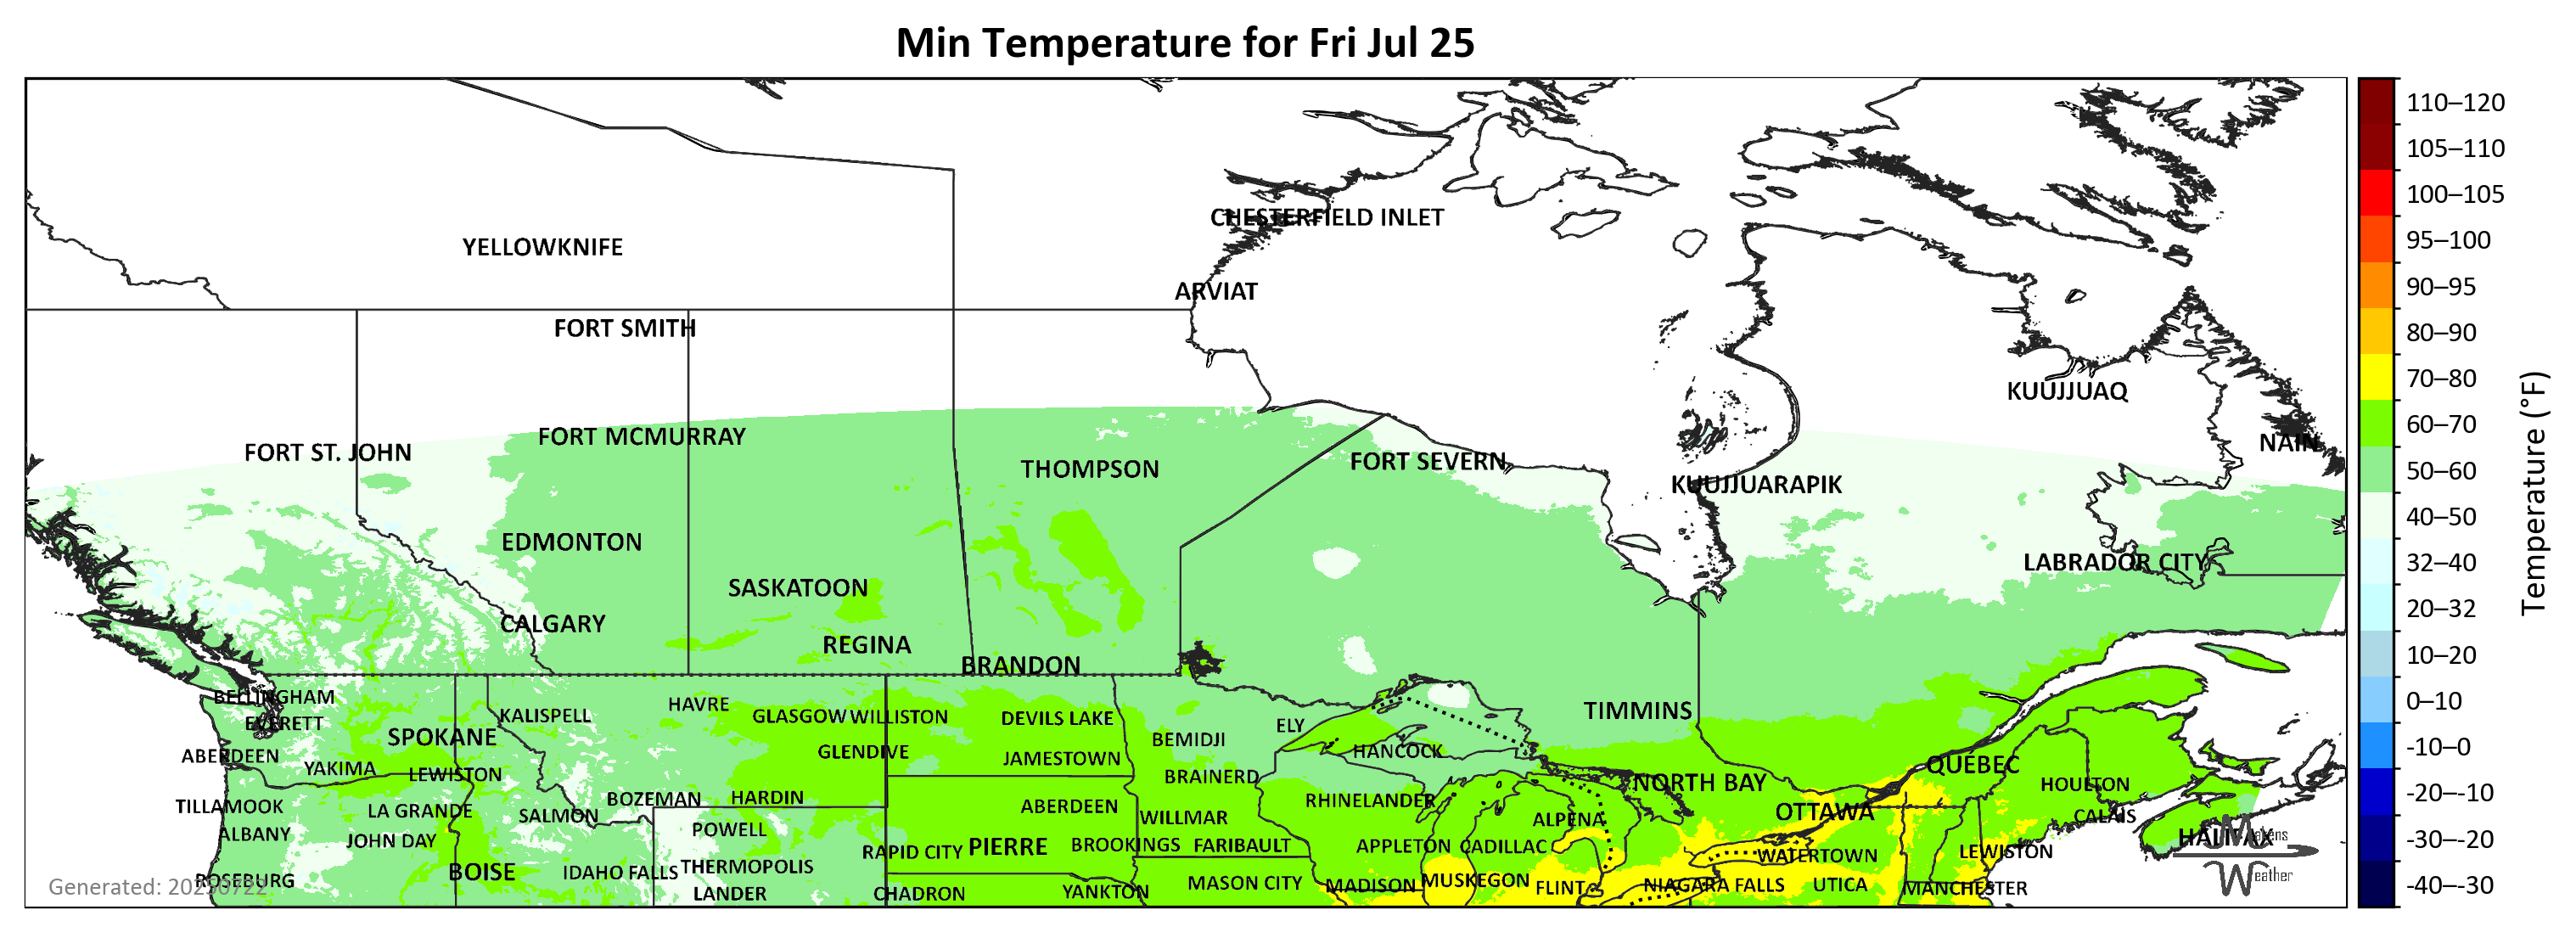 Min Temperature for Fri Jul 25
110–120
105–110
CHESTERFIELD INLET
100–105
YELLOWKNIFE
95–100
ARVIAT
90–95
FORT SMITH
80–90
KUUJJUAQ
70–80
FORT MCMURRAY
60–70
FORT ST. JOHN
NAIN
THOMPSON
FORT SEVERN
50–60
KUUJJUARAPIK
40–50
Temperature (°F)
EDMONTON
LABRADOR CITY
32–40
SASKATOON
20–32
CALGARY
REGINA
BRANDON
10–20
BELLINGHAM
HAVRE
0–10
EVERETT
KALISPELL
GLASGOW WILLISTON
DEVILS LAKE
ELY
TIMMINS
SPOKANE
BEMIDJI
-10–0
ABERDEEN
GLENDIVE
JAMESTOWN
HANCOCK
YAKIMA
LEWISTON
BRAINERD
NORTH BAY
QUEBEC
HOULTON
-20–-10
TILLAMOOK
LA GRANDE
SALMON
BOZEMAN
HARDIN
ABERDEEN
WILLMAR
RHINELANDER
ALPENA
OTTAWA
CALAIS
ALBANY
JOHN DAY
POWELL
RAPID CITY
PIERRE
BROOKINGS
FARIBAULT
APPLETON
CADILLAC
WATERTOWN
LEWISTON
HALIFAX
Makens
Weather
-30–-20
ROSEBURG
BOISE
IDAHO FALLS
THERMOPOLIS
LANDER
CHADRON
YANKTON
MASON CITY
MADISON
MUSKEGON
FLINT
NIAGARA FALLS
UTICA
MANCHESTER
-40–-30
Generated: 20250722